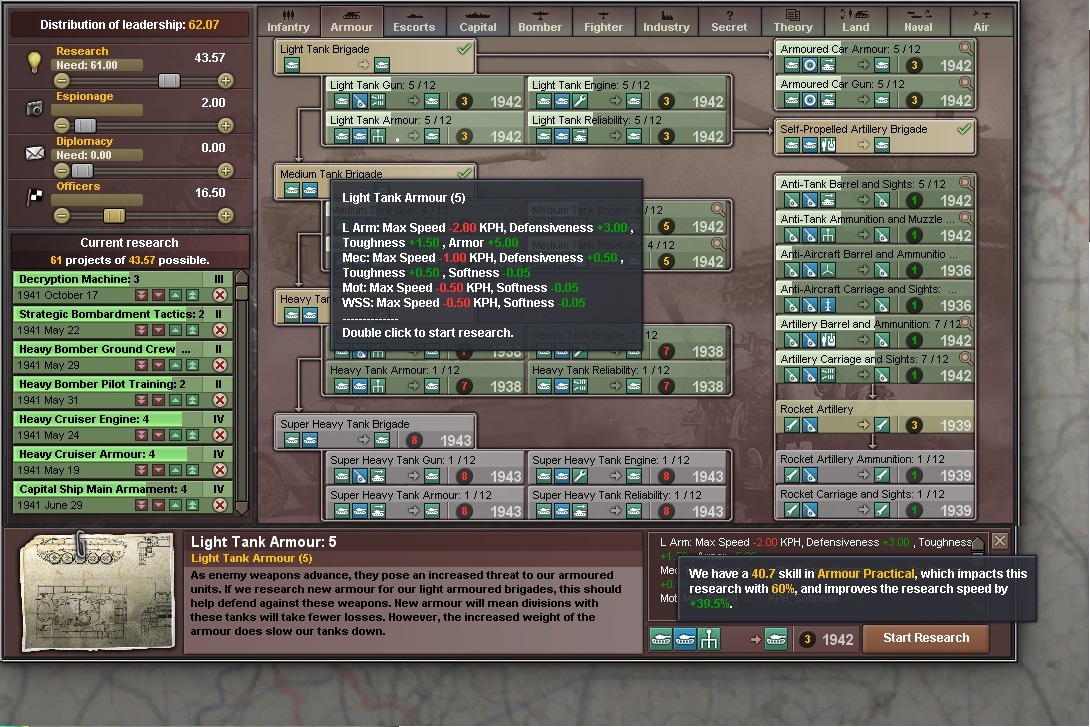 Distribution of leadership: 62.07
Research
Need: 61.00
43.57
Espionage
2.00
Diplomacy
Need: 0.00
0.00
Officers
16.50
Current research
61 projects of 43.57 possible.
Decryption Machine: 3 III
1941 October 17
Strategic Bombardment Tactics: 2 II
1941 May 22
Heavy Bomber Ground Crew ... II
1941 May 29
Heavy Bomber Pilot Training: 2 II
1941 May 31
Heavy Cruiser Engine: 4 IV
1941 May 24
Heavy Cruiser Armour: 4 IV
1941 May 19
Capital Ship Main Armament: 4 IV
1941 June 29
Infantry Armour Escorts Capital Bomber Fighter Industry Secret Theory Land Naval Air
Light Tank Brigade
Light Tank Gun: 5 / 12
3 1942
Light Tank Engine: 5 / 12
3 1942
Light Tank Armour: 5 / 12
3 1942
Light Tank Reliability: 5 / 12
3 1942
Medium Tank Brigade
/ 12
5 1942
4 / 12
5 1942
Heavy Tan
1938
7 1938
Heavy Armour: 1 / 12
7 1938
Heavy Reliability: 1 / 12
7 1938
Super Heavy Tank Brigade
8 1943
Super Heavy Tank Gun: 1 / 12
8 1943
Super Heavy Tank Engine: 1 / 12
8 1943
Super Heavy Tank Armour: 1 / 12
8 1943
Super Heavy Tank Reliability: 1 / 12
8 1943
Armoured Car Armour: 5 / 12
3 1942
Armoured Car Gun: 5 / 12
3 1942
Self-Propelled Artillery Brigade
Anti-Tank Barrel and Sights: 5 / 12
1 1942
Anti-Tank Ammunition and Muzzle ...
1 1942
Anti-Aircraft Barrel and Ammunitio ...
1 1936
Anti-Aircraft Carriage and Sights: ...
1 1936
Artillery Barrel and Ammunition: 7 / 12
1 1942
Artillery Carriage and Sights: 7 / 12
1 1942
Rocket Artillery
3 1939
Rocket Artillery Ammunition: 1 / 12
1 1939
Rocket Carriage and Sights: 1 / 12
1 1939
Light Tank Armour (5)
L Arm: Max Speed -2.00 KPH, Defensiveness +3.00 ,
Toughness +1.50 , Armor +5.00
Mec: Max Speed -1.00 KPH, Defensiveness +0.50 ,
Toughness +0.50 , Softness -0.05
Mot: Max Speed -0.50 KPH, Softness -0.05
WSS: Max Speed -0.50 KPH, Softness -0.05
-------------
Double click to start research.
Light Tank Armour: 5
Light Tank Armour (5)
As enemy weapons advance, they pose an increased threat to our armoured
units. If we research new armour for our light armoured brigades, this should
help defend against these weapons. New armour will mean divisions with
these tanks will take fewer losses. However, the increased weight of the
armour does slow our tanks down.
L Arm: Max Speed -2.00 KPH, Defensiveness +3.00 , Toughness
We have a 40.7 skill in Armour Practical, which impacts this
research with 60%, and improves the research speed by
+39.5%.
3 1942
Start Research